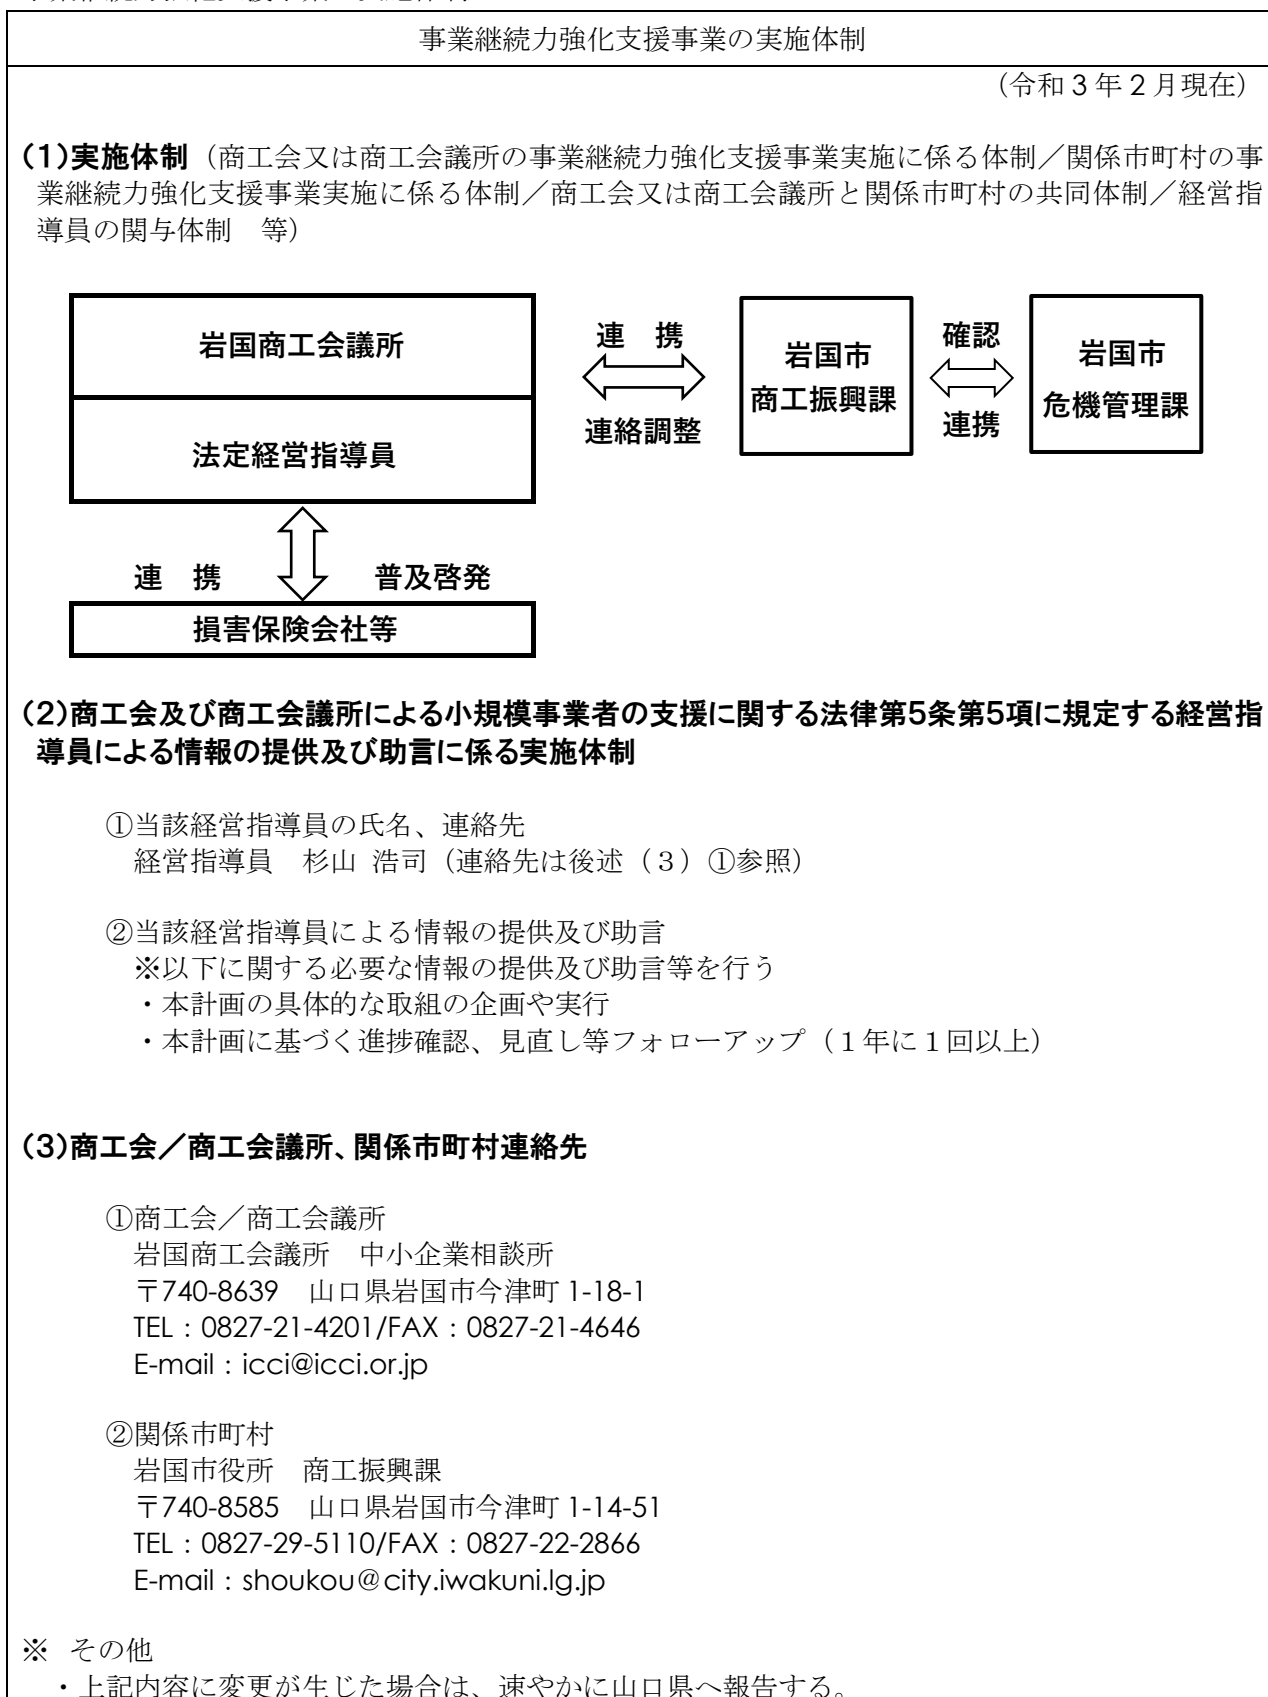 事業継続力強化支援事業の実施体制
（令和3年2月現在）
（1）実施体制（商工会又は商工会議所の事業継続力強化支援事業実施に係る体制／関係市町村の事
業継続力強化支援事業実施に係る体制／商工会又は商工会議所と関係市町村の共同体制／経営指
導員の関与体制　等）
岩国商工会議所
法定経営指導員
連　携
連絡調整
岩国市
商工振興課
確認
連携
岩国市
危機管理課
連　携
普及啓発
損害保険会社等
（2）商工会及び商工会議所による小規模事業者の支援に関する法律第5条第5項に規定する経営指
導員による情報の提供及び助言に係る実施体制
①当該経営指導員の氏名、連絡先
経営指導員　杉山 浩司（連絡先は後述（３）①参照）
②当該経営指導員による情報の提供及び助言
※以下に関する必要な情報の提供及び助言等を行う
・本計画の具体的な取組の企画や実行
・本計画に基づく進捗確認、見直し等フォローアップ（１年に１回以上）
（3）商工会／商工会議所、関係市町村連絡先
①商工会／商工会議所
岩国商工会議所　中小企業相談所
〒740-8639　山口県岩国市今津町 1-18-1
TEL：0827-21-4201/FAX：0827-21-4646
E-mail：icci@icci.or.jp
②関係市町村
岩国市役所　商工振興課
〒740-8585　山口県岩国市今津町 1-14-51
TEL：0827-29-5110/FAX：0827-22-2866
E-mail：shoukou＠city.iwakuni.lg.jp
※ その他
・上記内容に変更が生じた場合は、速やかに山口県へ報告する。